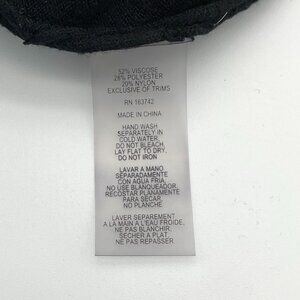 52% VISCOSE
28% POLYESTER
20% NYLON
EXCLUSIVE OF TRIMS
RN 163742
MADE IN CHINA
HAND WASH
SEPARATELY IN
COLD WATER,
DO NOT BLEACH,
LAY FLAT TO DRY,
DO NOT IRON
LAVAR A MANO
SEPARADAMENTE
CON AGUA FRIA,
NO USE BLANQUEADOR,
RECOSTAR PLANAMENTE
PARA SECAR,
NO PLANCHE
LAVER SEPAREMENT
A LA MAIN A L'EAU FROIDE,
NE PAS BLANCHIR,
SECHER A PLAT,
NE PAS REPASSER